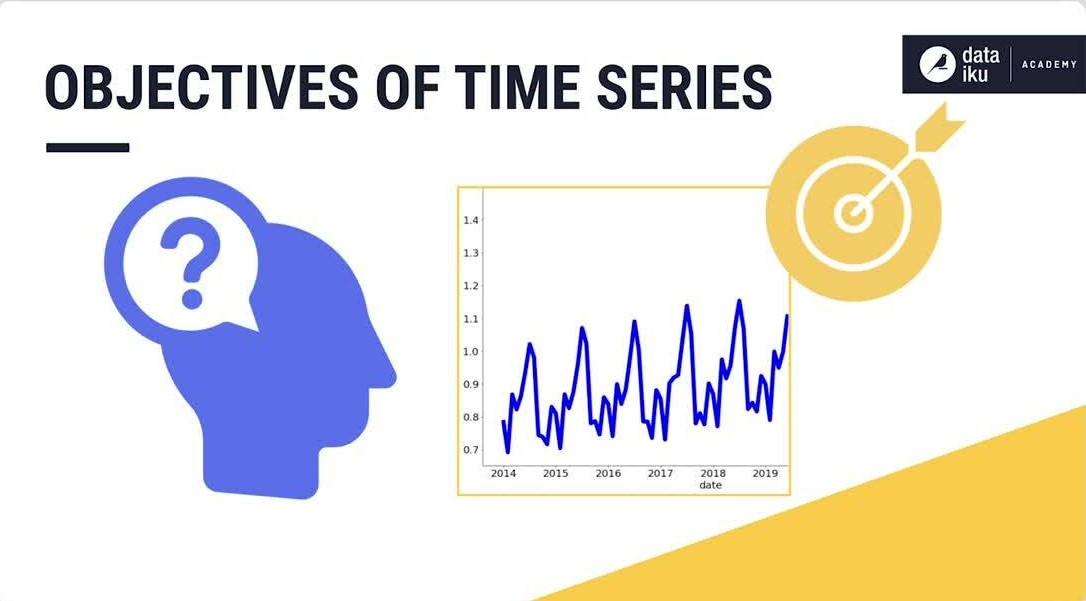 OBJECTIVES OF TIME SERIES
data
iku
ACADEMY
?
1.4
1.3
1.2
1.1
1.0
0.9
0.8
0.7
2014 2015 2016 2017 2018 2019
date